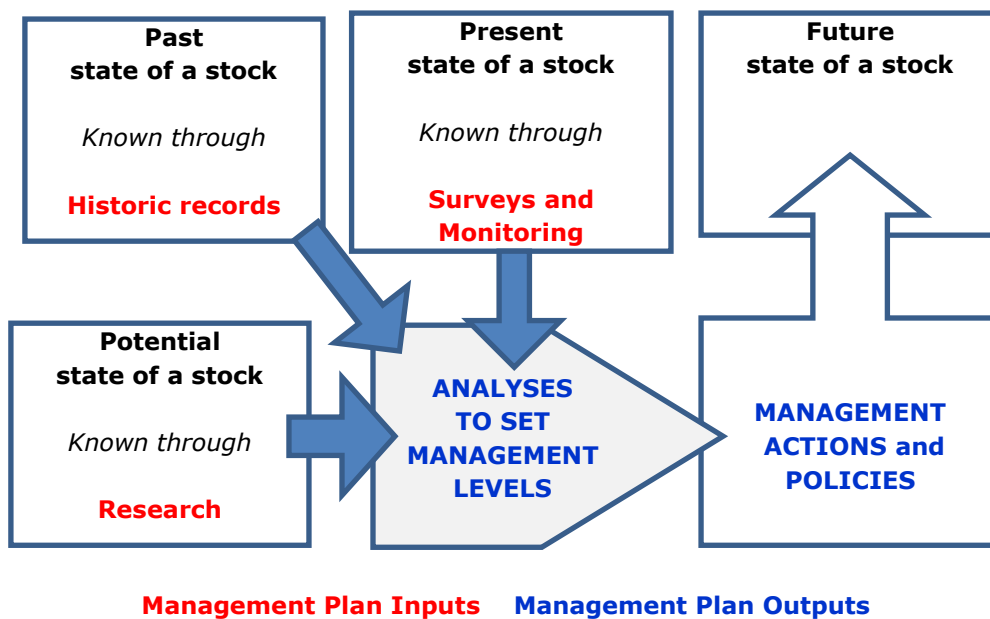 Past
state of a stock
Known through
Historic records
Present
state of a stock
Known through
Surveys and
Monitoring
Future
state of a stock
Potential
state of a stock
Known through
Research
ANALYSES
TO SET
MANAGEMENT
LEVELS
MANAGEMENT
ACTIONS and
POLICIES
Management Plan Inputs Management Plan Outputs